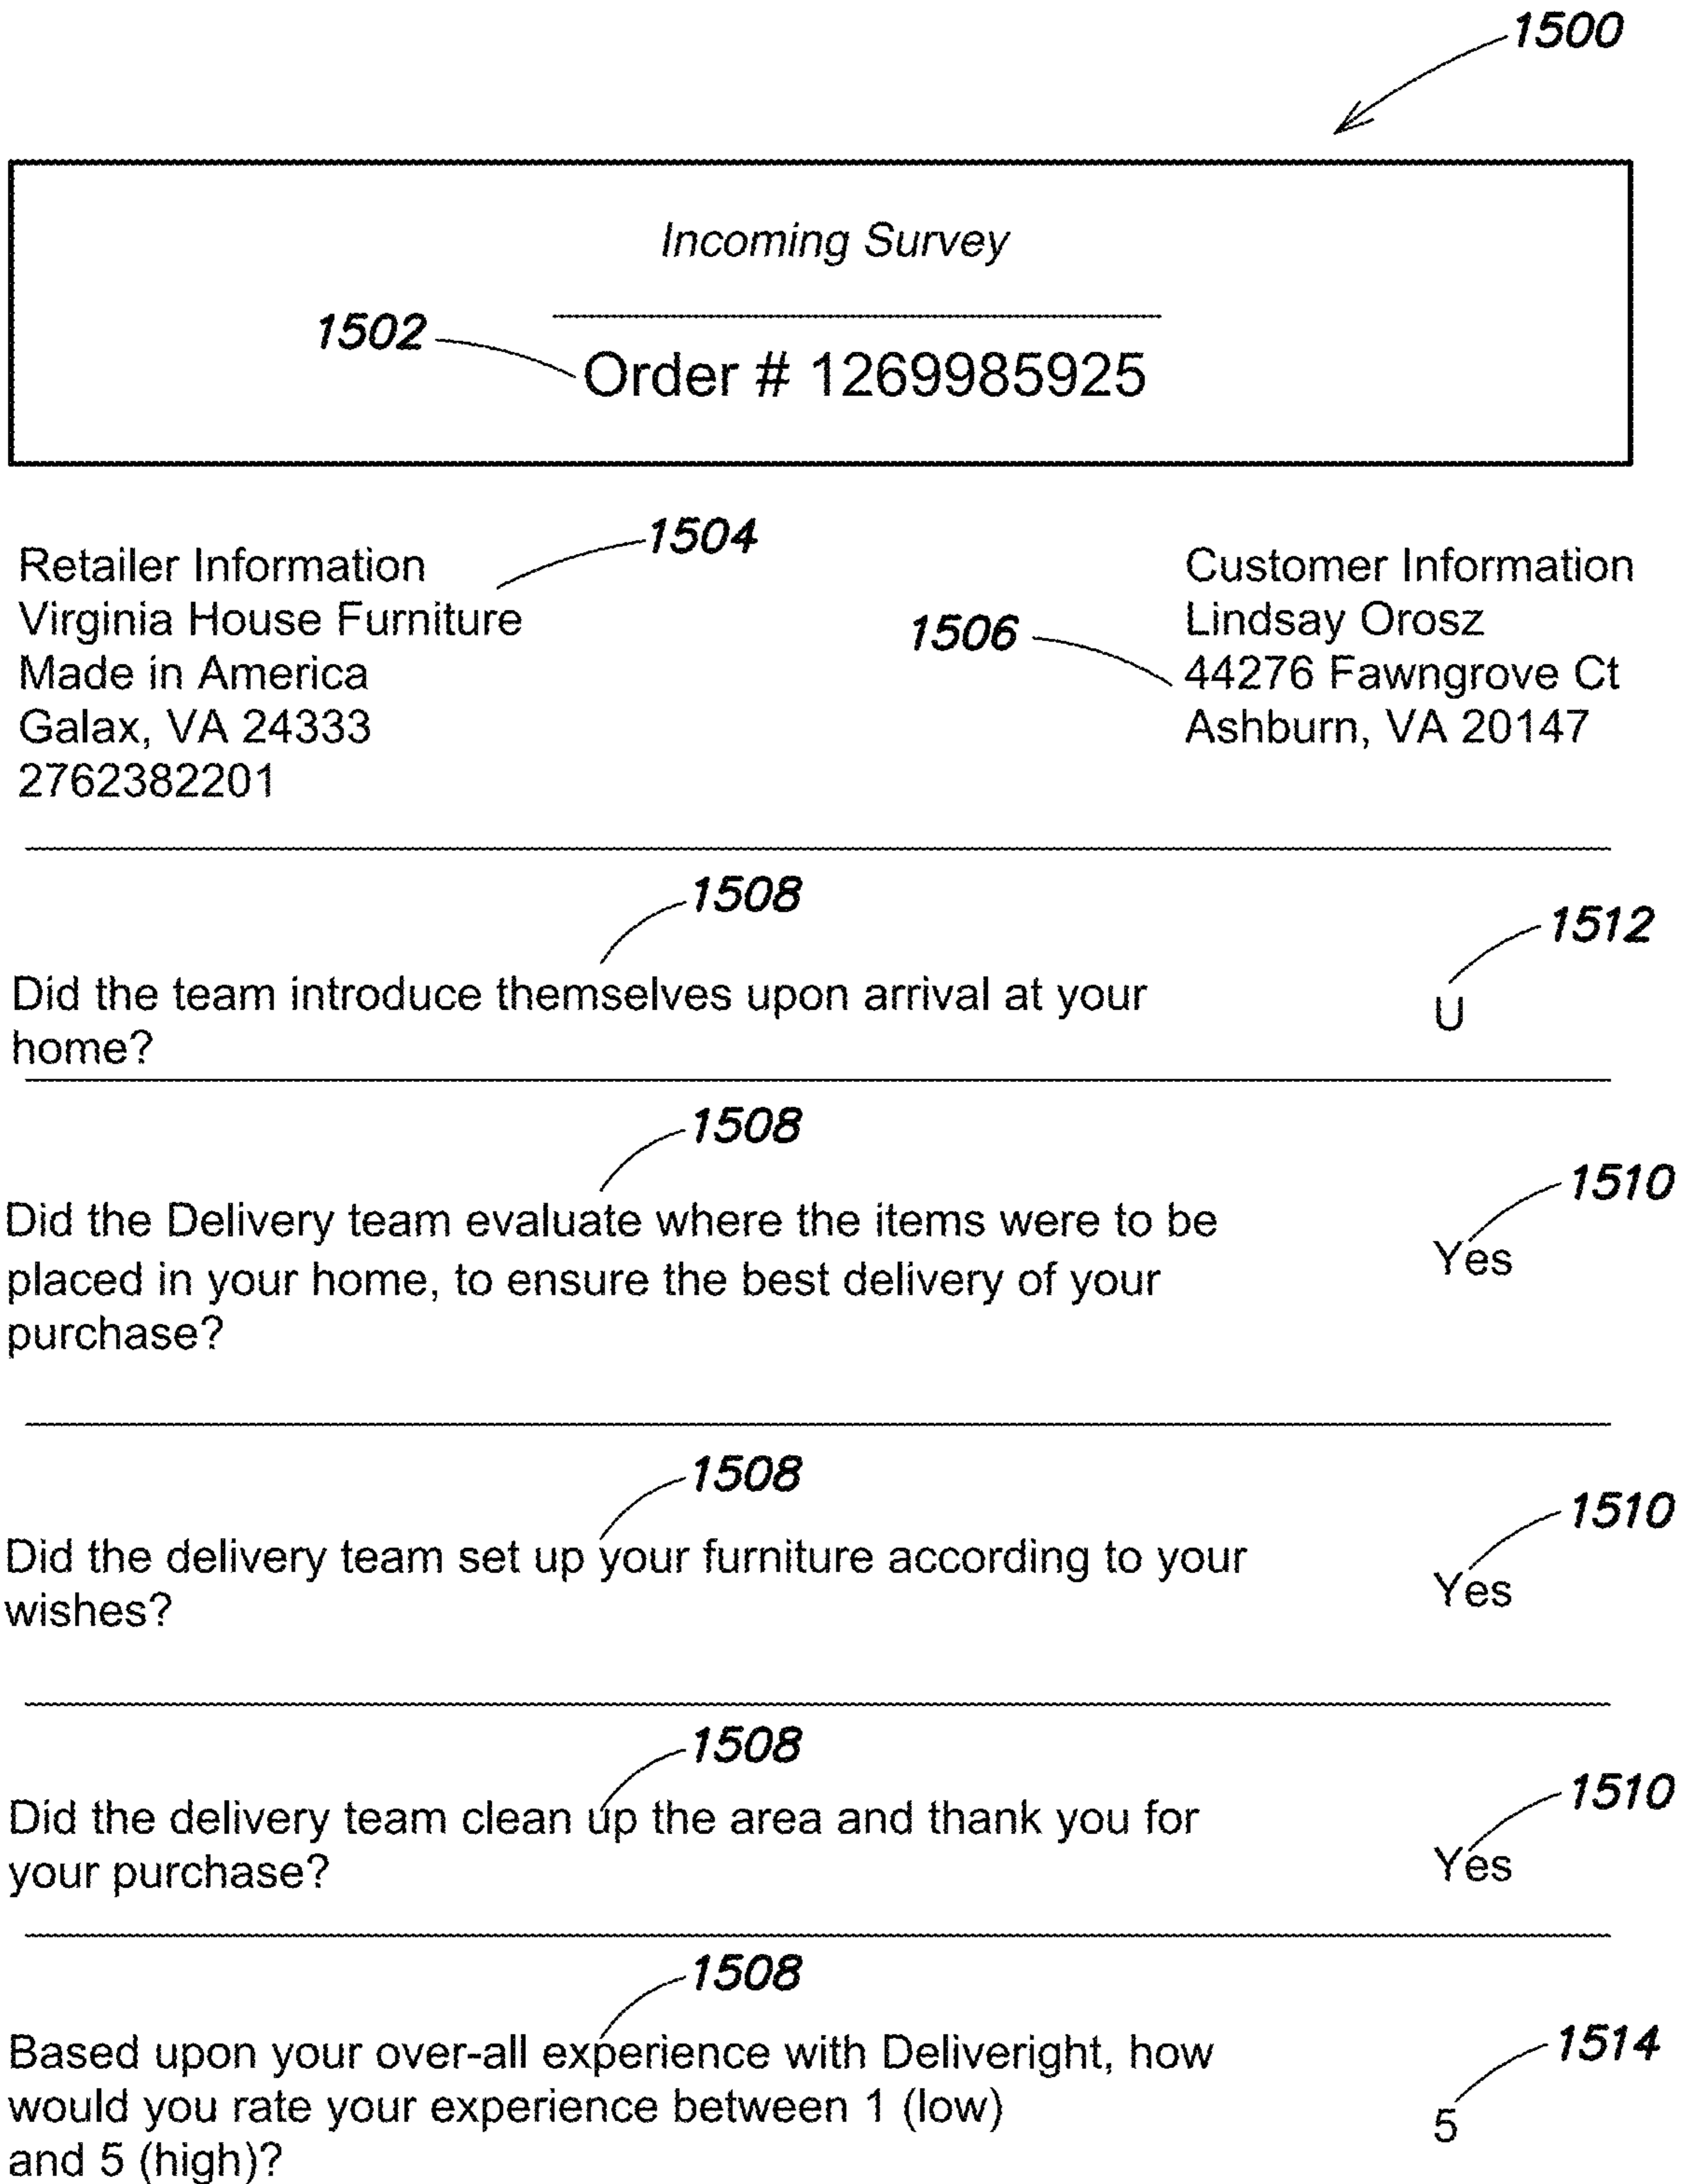 1500
Incoming Survey
1502
Order # 1269985925
1504
Retailer Information
Virginia House Furniture
Made in America
Galax, VA 24333
2762382201
1506
Customer Information
Lindsay Orosz
44276 Fawngrove Ct
Ashburn, VA 20147
1508
1512
Did the team introduce themselves upon arrival at your
home?
U
1508
1510
Did the Delivery team evaluate where the items were to be
placed in your home, to ensure the best delivery of your
purchase?
Yes
1508
1510
Did the delivery team set up your furniture according to your
wishes?
Yes
1508
1510
Did the delivery team clean up the area and thank you for
your purchase?
Yes
1508
1514
Based upon your over-all experience with Deliveright, how
would you rate your experience between 1 (low)
and 5 (high)?
5